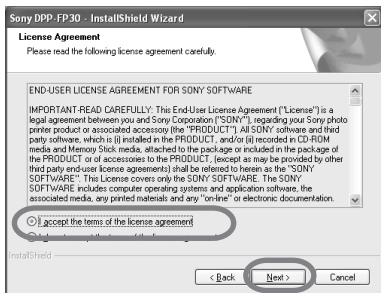 Sony DPP-FP30 - InstallShield Wizard
License Agreement
Please read the following license agreement carefully.
END-USER LICENSE AGREEMENT FOR SONY SOFTWARE
IMPORTANT-READ CAREFULLY: This End-User License Agreement ("License") is a
legal agreement between you and Sony Corporation ("SONY"), regarding your Sony photo
printer product or associated accessory (the "PRODUCT"). All SONY software and third
party software, which is (i) installed in the PRODUCT, and/or (ii) recorded in CD-ROM
media and Memory Stick media, attached to the package or included in the package of
the PRODUCT or of accessories to the PRODUCT, (except as may be provided by other
third party end-user license agreements) shall be referred to herein as the "SONY
SOFTWARE". This License covers only the SONY SOFTWARE. The SONY
SOFTWARE includes computer operating systems and application software, the
associated media, any printed materials and any "on-line" or electronic documentation.
I accept the terms of the license agreement
InstallShield
< Back Next > Cancel